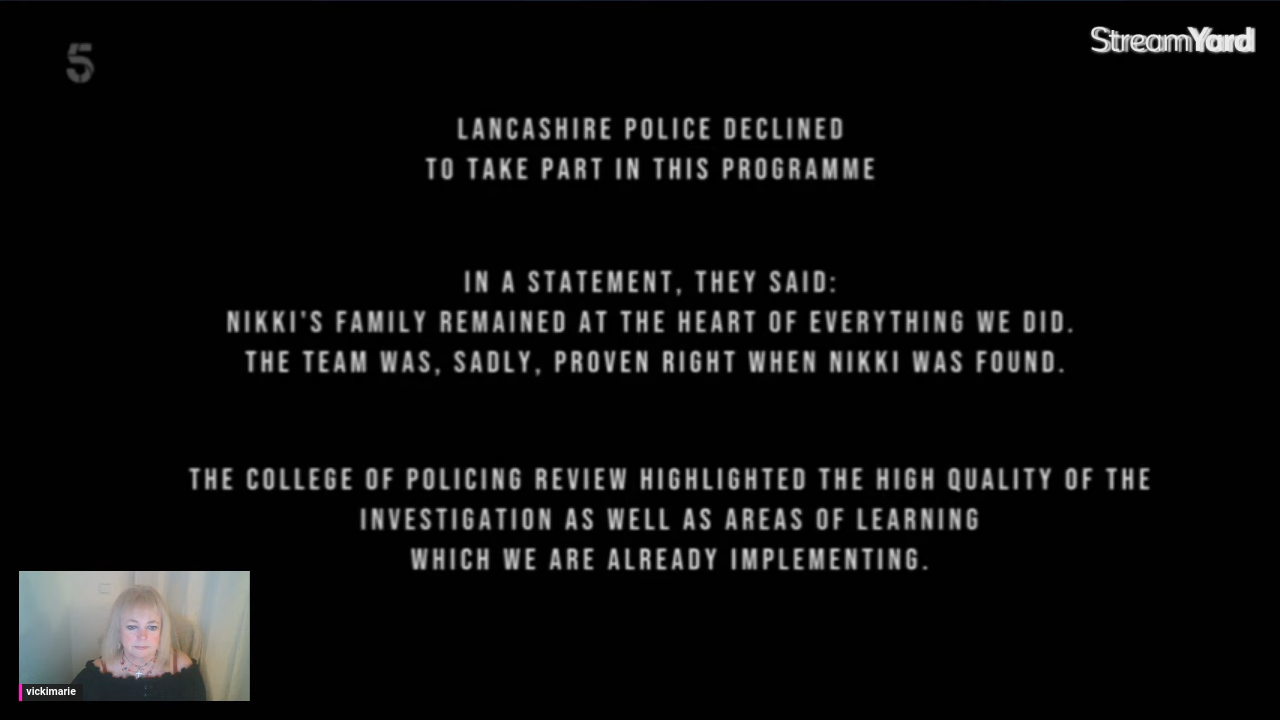 5
StreamYard
LANCASHIRE POLICE DECLINED
TO TAKE PART IN THIS PROGRAMME
IN A STATEMENT, THEY SAID:
NIKKI'S FAMILY REMAINED AT THE HEART OF EVERYTHING WE DID.
THE TEAM WAS, SADLY, PROVEN RIGHT WHEN NIKKI WAS FOUND.
THE COLLEGE OF POLICING REVIEW HIGHLIGHTED THE HIGH QUALITY OF THE
INVESTIGATION AS WELL AS AREAS OF LEARNING
WHICH WE ARE ALREADY IMPLEMENTING.
vickimarie